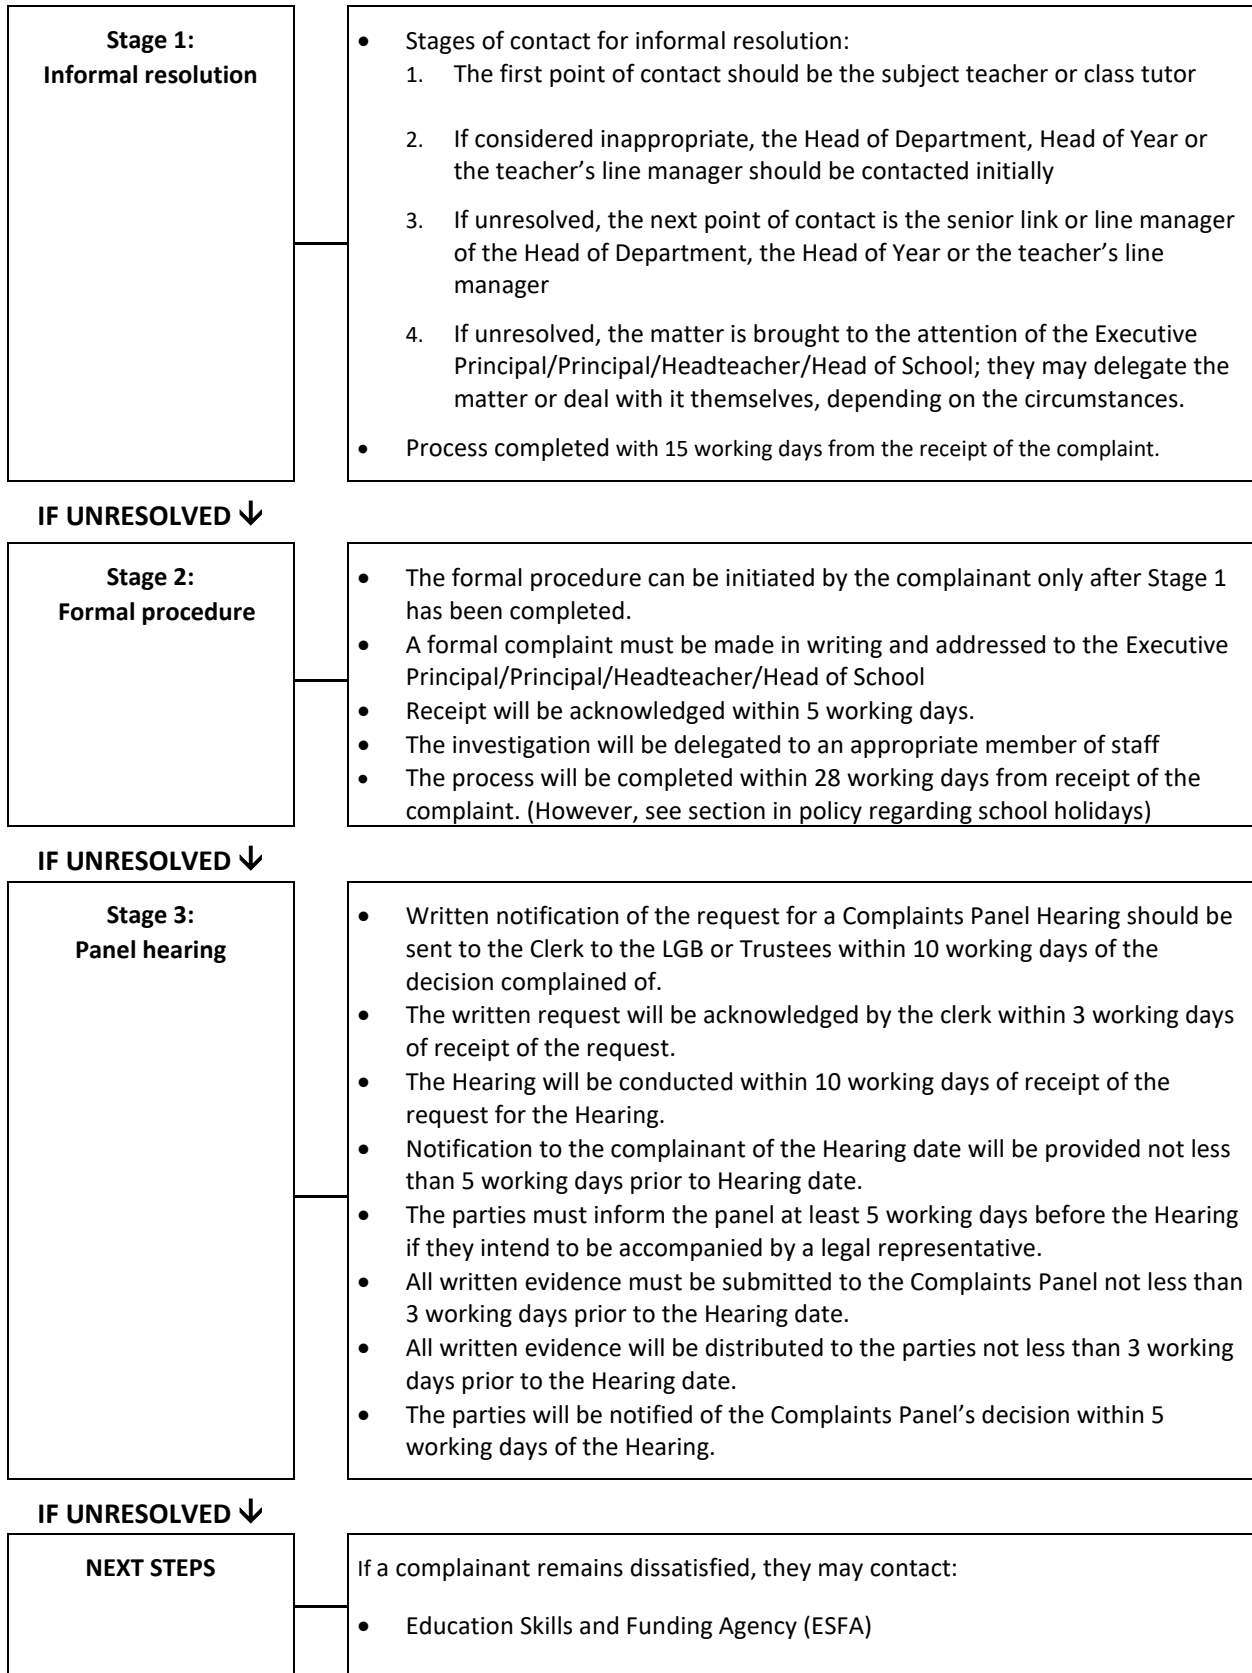 Stage 1:
Informal resolution
• Stages of contact for informal resolution:
1. The first point of contact should be the subject teacher or class tutor
2. If considered inappropriate, the Head of Department, Head of Year or
the teacher’s line manager should be contacted initially
3. If unresolved, the next point of contact is the senior link or line manager
of the Head of Department, the Head of Year or the teacher’s line
manager
4. If unresolved, the matter is brought to the attention of the Executive
Principal/Principal/Headteacher/Head of School; they may delegate the
matter or deal with it themselves, depending on the circumstances.
• Process completed with 15 working days from the receipt of the complaint.
IF UNRESOLVED ↓
Stage 2:
Formal procedure
• The formal procedure can be initiated by the complainant only after Stage 1
has been completed.
• A formal complaint must be made in writing and addressed to the Executive
Principal/Principal/Headteacher/Head of School
• Receipt will be acknowledged within 5 working days.
• The investigation will be delegated to an appropriate member of staff
• The process will be completed within 28 working days from receipt of the
complaint. (However, see section in policy regarding school holidays)
IF UNRESOLVED ↓
Stage 3:
Panel hearing
• Written notification of the request for a Complaints Panel Hearing should be
sent to the Clerk to the LGB or Trustees within 10 working days of the
decision complained of.
• The written request will be acknowledged by the clerk within 3 working days
of receipt of the request.
• The Hearing will be conducted within 10 working days of receipt of the
request for the Hearing.
• Notification to the complainant of the Hearing date will be provided not less
than 5 working days prior to Hearing date.
• The parties must inform the panel at least 5 working days before the Hearing
if they intend to be accompanied by a legal representative.
• All written evidence must be submitted to the Complaints Panel not less than
3 working days prior to the Hearing date.
• All written evidence will be distributed to the parties not less than 3 working
days prior to the Hearing date.
• The parties will be notified of the Complaints Panel’s decision within 5
working days of the Hearing.
IF UNRESOLVED ↓
NEXT STEPS
If a complainant remains dissatisfied, they may contact:
• Education Skills and Funding Agency (ESFA)